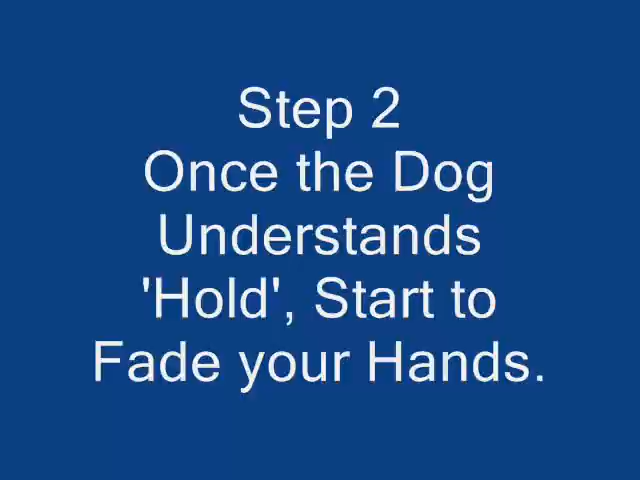 Step 2
Once the Dog
Understands
'Hold', Start to
Fade your Hands.